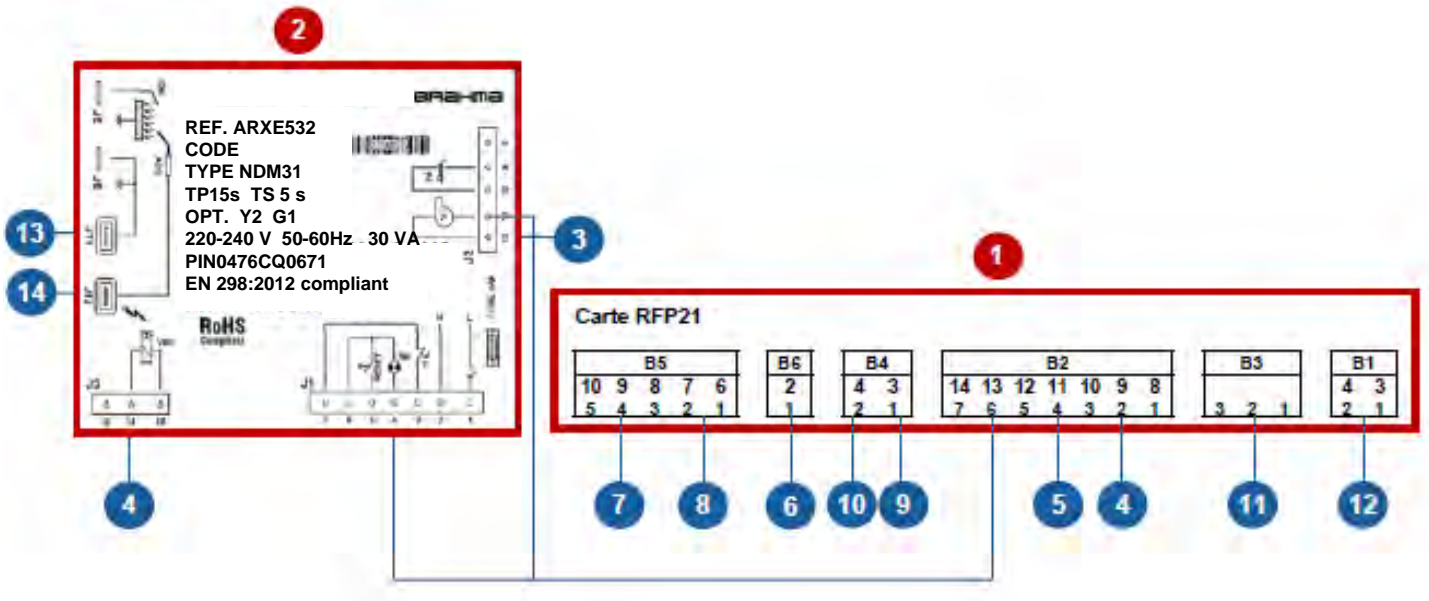 2
BRAHMA
REF. ARXE532
CODE
TYPE NDM31
TP15s TS 5 s
OPT. Y2 G1
220-240 V 50-60Hz 30 VA
PIN0476CQ0671
EN 298:2012 compliant
RoHS
Compliant
J2
J3
J1
N L
13
14
3
4
1
Carte RFP21
B5 B6 B4 B2 B3 B1
10 9 8 7 6 2 4 3 14 13 12 11 10 9 8 4 3
5 4 3 2 1 1 2 1 7 6 5 4 3 2 1 3 2 1 2 1
7 8 6 10 9 5 4 11 12